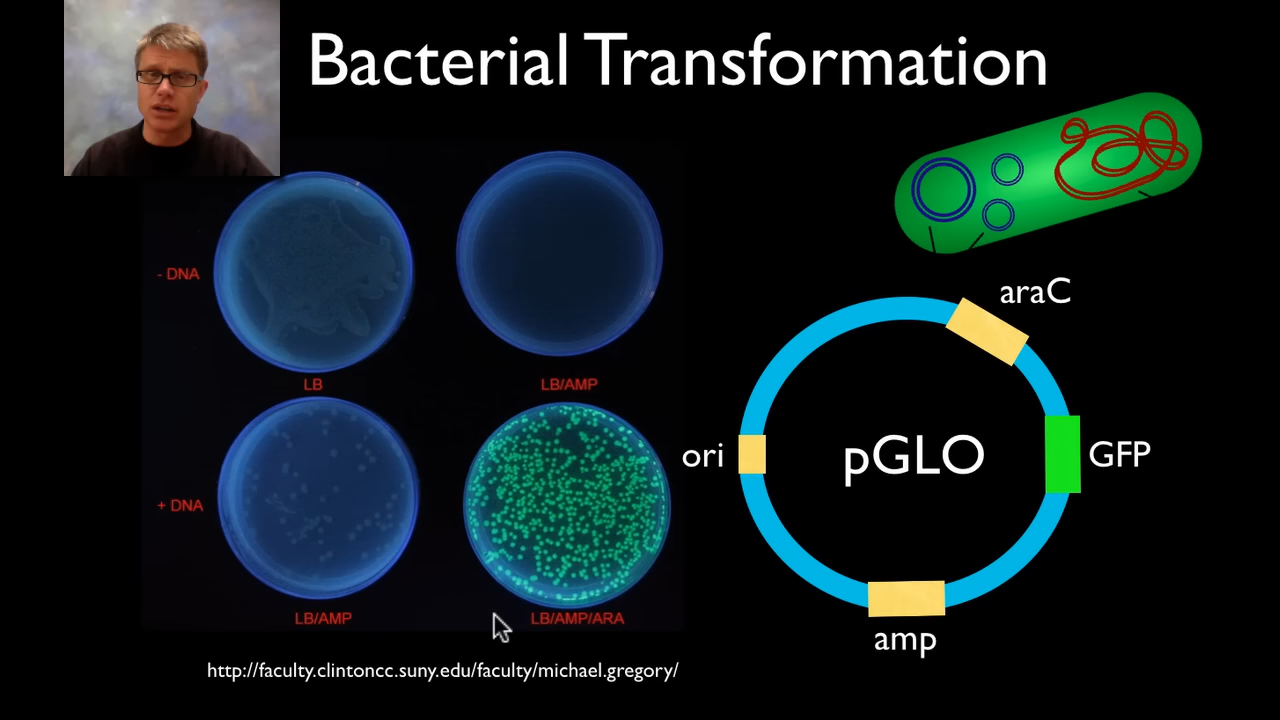 Bacterial Transformation
- DNA
LB
LB/AMP
+ DNA
LB/AMP
LB/AMP/ARA
araC
ori
pGLO
GFP
amp
http://faculty.clintoncc.suny.edu/faculty/michael.gregory/